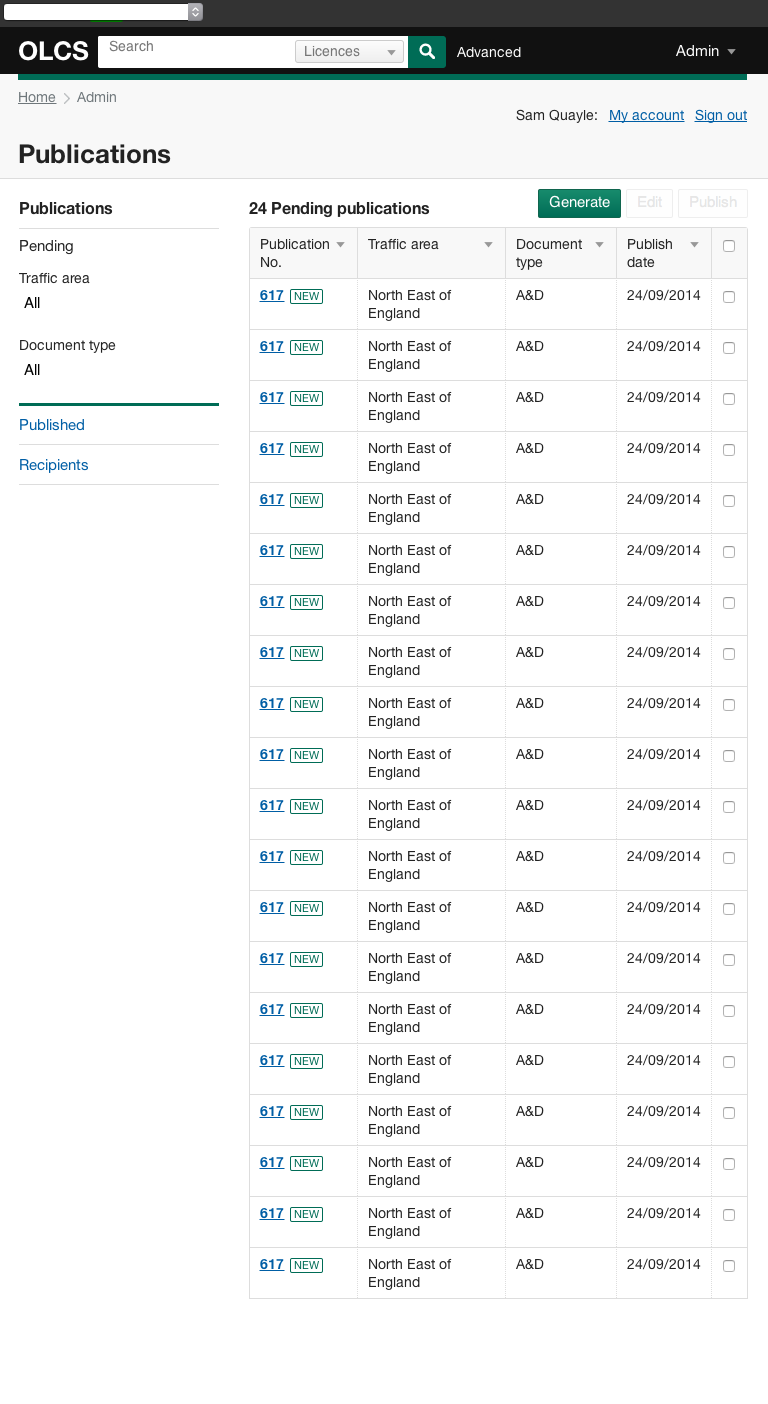 OLCS Search Licences Advanced Admin
Home Admin
Sam Quayle: My account Sign out
Publications
Publications
Pending
Traffic area
All
Document type
All
Published
Recipients
24 Pending publications Generate Edit Publish
Publication Traffic area Document Publish
No. type date
617 NEW North East of A&D 24/09/2014
England
617 NEW North East of A&D 24/09/2014
England
617 NEW North East of A&D 24/09/2014
England
617 NEW North East of A&D 24/09/2014
England
617 NEW North East of A&D 24/09/2014
England
617 NEW North East of A&D 24/09/2014
England
617 NEW North East of A&D 24/09/2014
England
617 NEW North East of A&D 24/09/2014
England
617 NEW North East of A&D 24/09/2014
England
617 NEW North East of A&D 24/09/2014
England
617 NEW North East of A&D 24/09/2014
England
617 NEW North East of A&D 24/09/2014
England
617 NEW North East of A&D 24/09/2014
England
617 NEW North East of A&D 24/09/2014
England
617 NEW North East of A&D 24/09/2014
England
617 NEW North East of A&D 24/09/2014
England
617 NEW North East of A&D 24/09/2014
England
617 NEW North East of A&D 24/09/2014
England
617 NEW North East of A&D 24/09/2014
England
617 NEW North East of A&D 24/09/2014
England